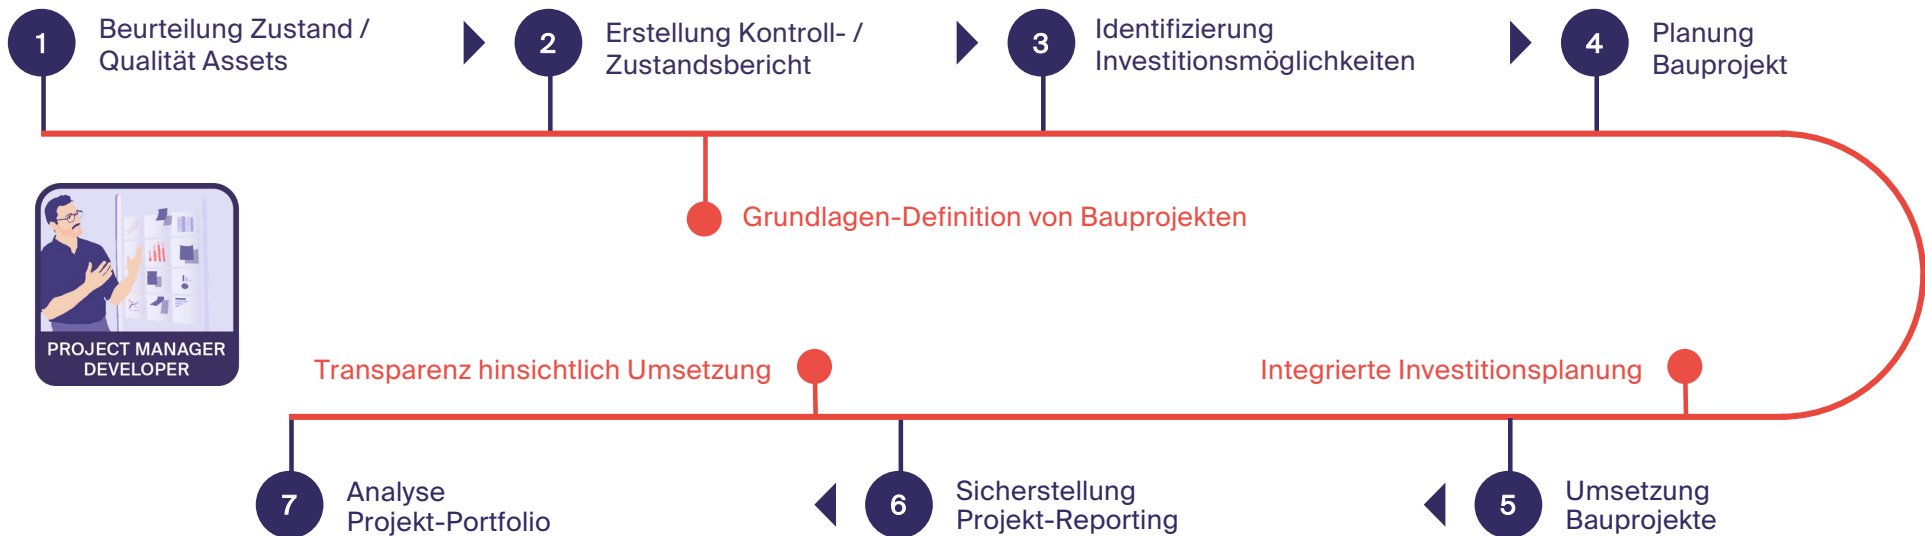 1
Beurteilung Zustand /
Qualität Assets
2
Erstellung Kontroll- /
Zustandsbericht
3
Identifizierung
Investitionsmöglichkeiten
4
Planung
Bauprojekt
Grundlagen-Definition von Bauprojekten
PROJECT MANAGER
DEVELOPER
Transparenz hinsichtlich Umsetzung
Integrierte Investitionsplanung
7
Analyse
Projekt-Portfolio
6
Sicherstellung
Projekt-Reporting
5
Umsetzung
Bauprojekte